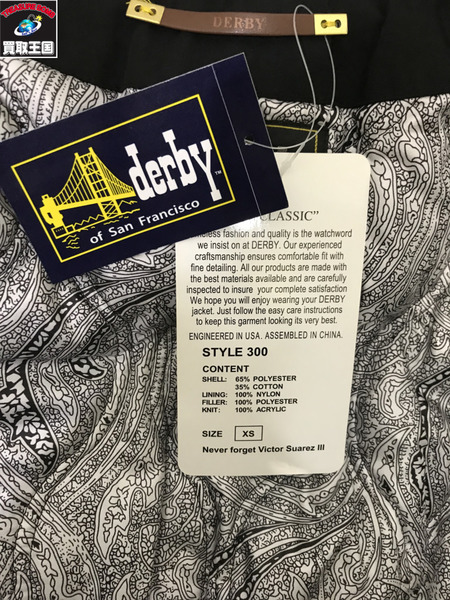 TREASURE KINGDOM
買取王国
DERBY
derby™
of San Francisco
CLASSIC”
fashion and quality is the watchword
we insist on at DERBY. Our experienced
craftsmanship ensures comfortable fit with
fine detailing. All our products are made with
the best materials available and are carefully
inspected to insure your complete satisfaction
We hope you will enjoy wearing your DERBY
jacket. Just follow the easy care instructions
to keep this garment looking its very best.
ENGINEERED IN USA. ASSEMBLED IN CHINA.
STYLE 300
CONTENT
SHELL: 65% POLYESTER
35% COTTON
LINING: 100% NYLON
FILLER: 100% POLYESTER
KNIT: 100% ACRYLIC
SIZE XS
Never forget Victor Suarez III